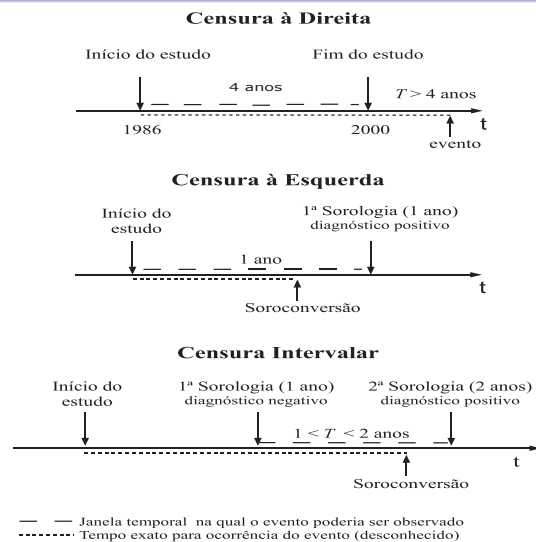 Censura à Direita
Início do estudo
Fim do estudo
4 anos
T > 4 anos
1986
2000
t
evento
Censura à Esquerda
Início do
estudo
1ª Sorologia (1 ano)
diagnóstico positivo
1 ano
t
Soroconversão
Censura Intervalar
Início do
estudo
1ª Sorologia (1 ano)
diagnóstico negativo
2ª Sorologia (2 anos)
diagnóstico positivo
1 < T < 2 anos
t
Soroconversão
Janela temporal na qual o evento poderia ser observado
Tempo exato para ocorrência do evento (desconhecido)